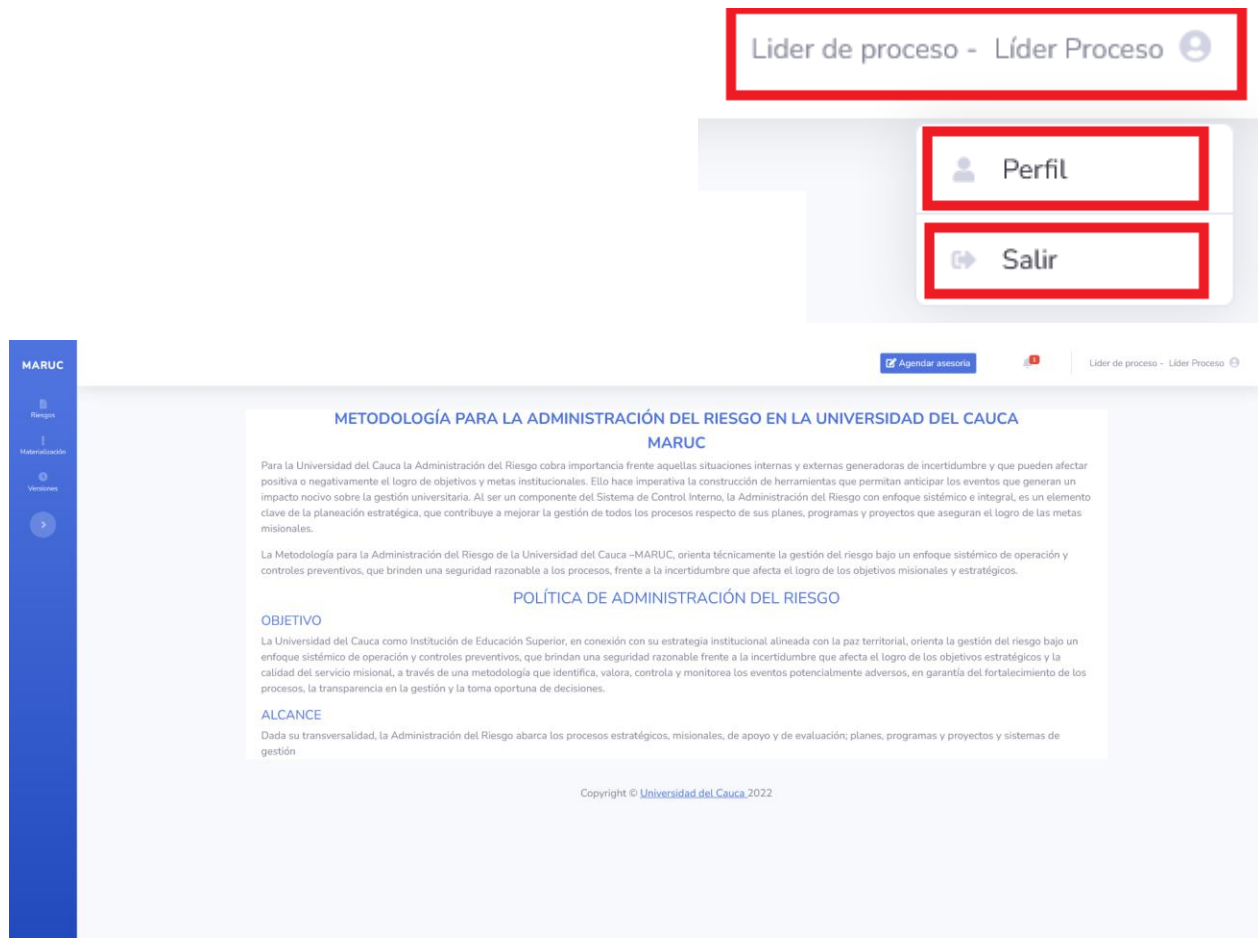 Lider de proceso - Líder Proceso
Perfil
Salir
MARUC
Agendar asesoría
1
Lider de proceso - Líder Proceso
Riesgos
Materialización
Versiones
METODOLOGÍA PARA LA ADMINISTRACIÓN DEL RIESGO EN LA UNIVERSIDAD DEL CAUCA
MARUC
Para la Universidad del Cauca la Administración del Riesgo cobra importancia frente aquellas situaciones internas y externas generadoras de incertidumbre y que pueden afectar
positiva o negativamente el logro de objetivos y metas institucionales. Ello hace imperativa la construcción de herramientas que permitan anticipar los eventos que generan un
impacto nocivo sobre la gestión universitaria. Al ser un componente del Sistema de Control Interno, la Administración del Riesgo con enfoque sistémico e integral, es un elemento
clave de la planeación estratégica, que contribuye a mejorar la gestión de todos los procesos respecto de sus planes, programas y proyectos que aseguran el logro de las metas
misionales.
La Metodología para la Administración del Riesgo de la Universidad del Cauca –MARUC, orienta técnicamente la gestión del riesgo bajo un enfoque sistémico de operación y
controles preventivos, que brinden una seguridad razonable a los procesos, frente a la incertidumbre que afecta el logro de los objetivos misionales y estratégicos.
POLÍTICA DE ADMINISTRACIÓN DEL RIESGO
OBJETIVO
La Universidad del Cauca como Institución de Educación Superior, en conexión con su estrategia institucional alineada con la paz territorial, orienta la gestión del riesgo bajo un
enfoque sistémico de operación y controles preventivos, que brindan una seguridad razonable frente a la incertidumbre que afecta el logro de los objetivos estratégicos y la
calidad del servicio misional, a través de una metodología que identifica, valora, controla y monitorea los eventos potencialmente adversos, en garantía del fortalecimiento de los
procesos, la transparencia en la gestión y la toma oportuna de decisiones.
ALCANCE
Dada su transversalidad, la Administración del Riesgo abarca los procesos estratégicos, misionales, de apoyo y de evaluación; planes, programas y proyectos y sistemas de
gestión
Copyright © Universidad del Cauca 2022